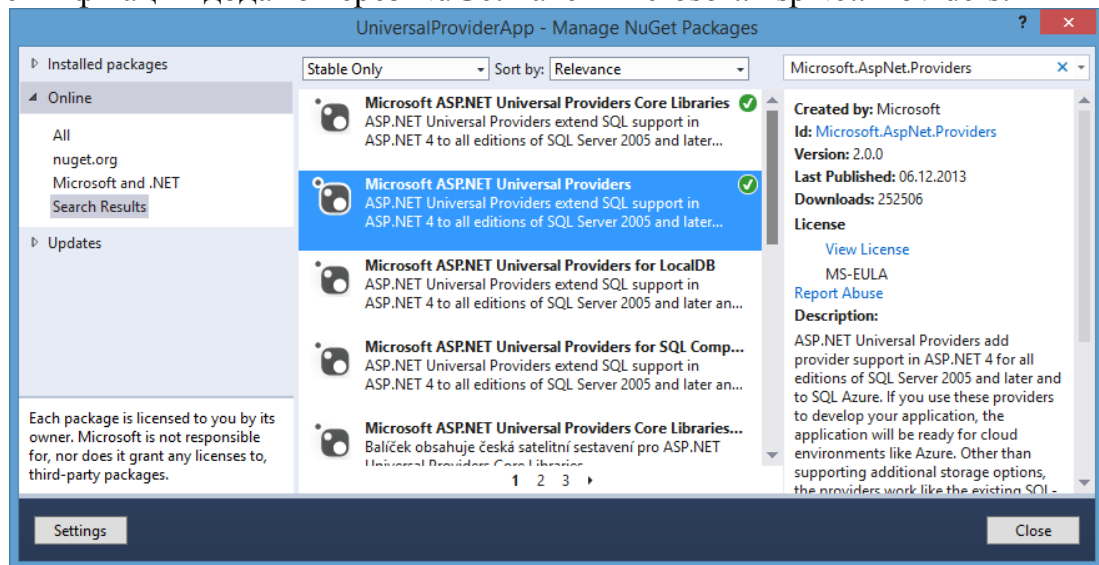 UniversalProviderApp - Manage NuGet Packages
Installed packages
Online
All
nuget.org
Microsoft and .NET
Search Results
Updates
Each package is licensed to you by its
owner. Microsoft is not responsible
for, nor does it grant any licenses to,
third-party packages.
Settings
Stable Only
Sort by: Relevance
Microsoft ASP.NET Universal Providers Core Libraries
ASP.NET Universal Providers extend SQL support in
ASP.NET 4 to all editions of SQL Server 2005 and later...
Microsoft ASP.NET Universal Providers
ASP.NET Universal Providers extend SQL support in
ASP.NET 4 to all editions of SQL Server 2005 and later...
Microsoft ASP.NET Universal Providers for LocalDB
ASP.NET Universal Providers extend SQL support in
ASP.NET 4 to all editions of SQL Server 2005 and later an...
Microsoft ASP.NET Universal Providers for SQL Comp...
ASP.NET Universal Providers extend SQL support in
ASP.NET 4 to all editions of SQL Server 2005 and later an...
Microsoft ASP.NET Universal Providers Core Libraries...
Balíček obsahuje česká satelitní sestavení pro ASP.NET
Universal Providers Core Libraries
1 2 3
Microsoft.AspNet.Providers
Created by: Microsoft
Id: Microsoft.AspNet.Providers
Version: 2.0.0
Last Published: 06.12.2013
Downloads: 252506
License
View License
MS-EULA
Report Abuse
Description:
ASP.NET Universal Providers add
provider support in ASP.NET 4 for all
editions of SQL Server 2005 and later and
to SQL Azure. If you use these providers
to develop your application, the
application will be ready for cloud
environments like Azure. Other than
supporting additional storage options,
the providers work like the existing SQL-
Close